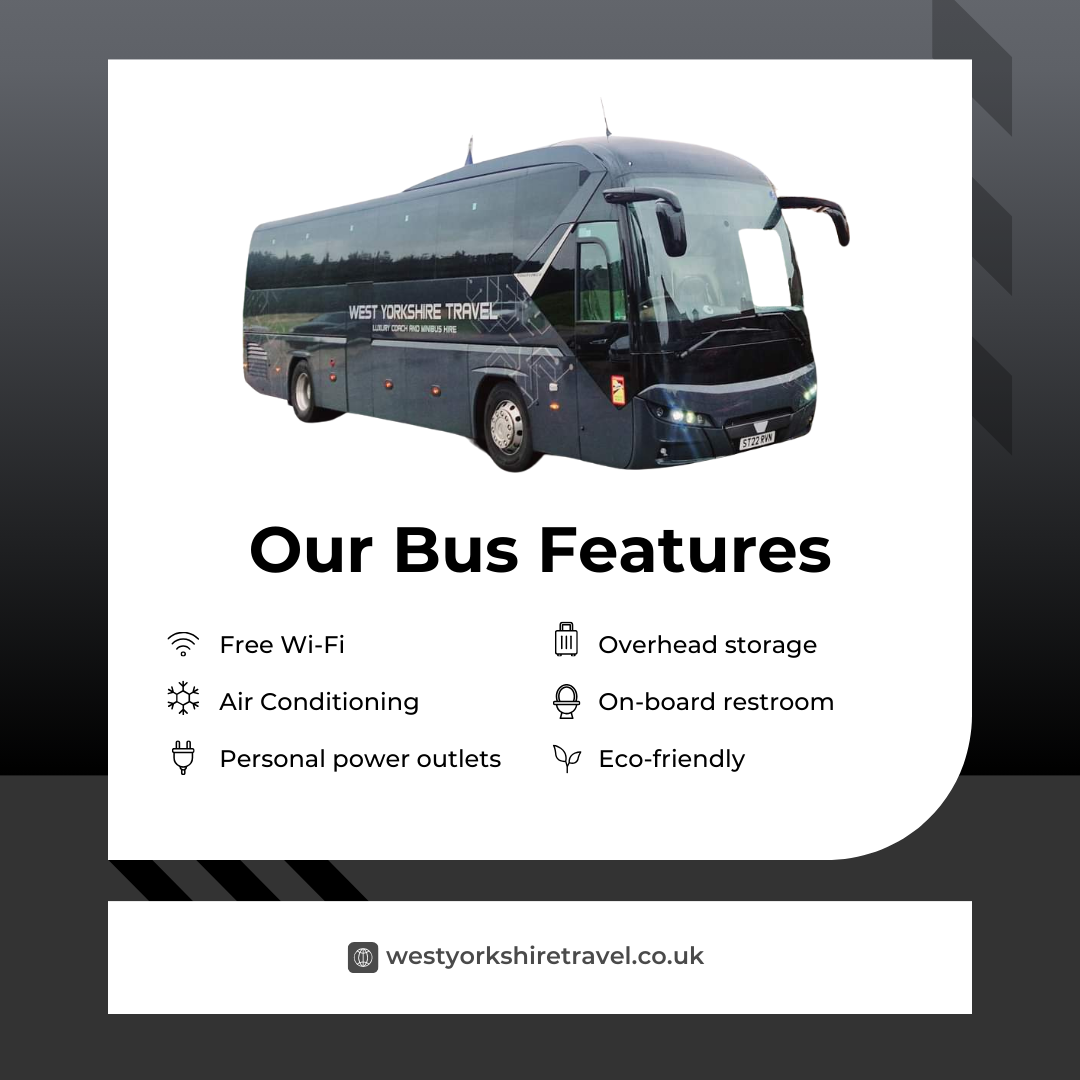 WEST YORKSHIRE TRAVEL
LUXURY COACH AND MINIBUS HIRE
ST22 RVN
Our Bus Features
Free Wi-Fi
Air Conditioning
Personal power outlets
Overhead storage
On-board restroom
Eco-friendly
westyorkshiretravel.co.uk